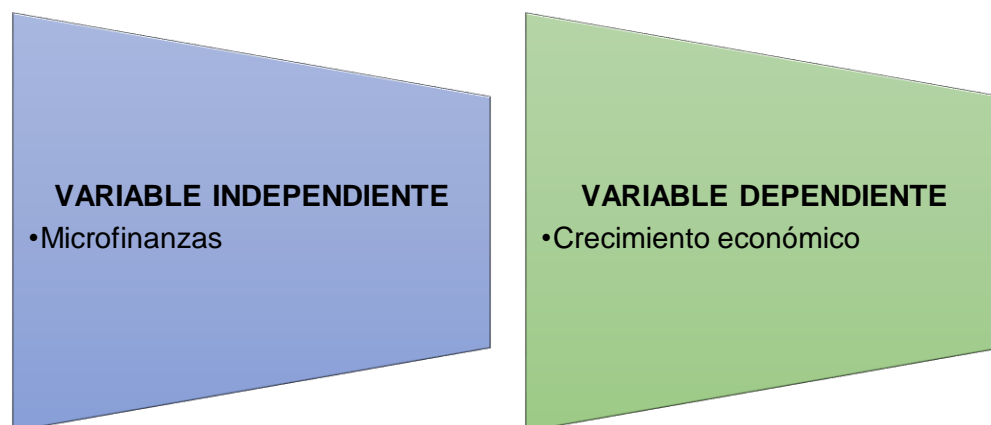 VARIABLE INDEPENDIENTE
•Microfinanzas
VARIABLE DEPENDIENTE
•Crecimiento económico